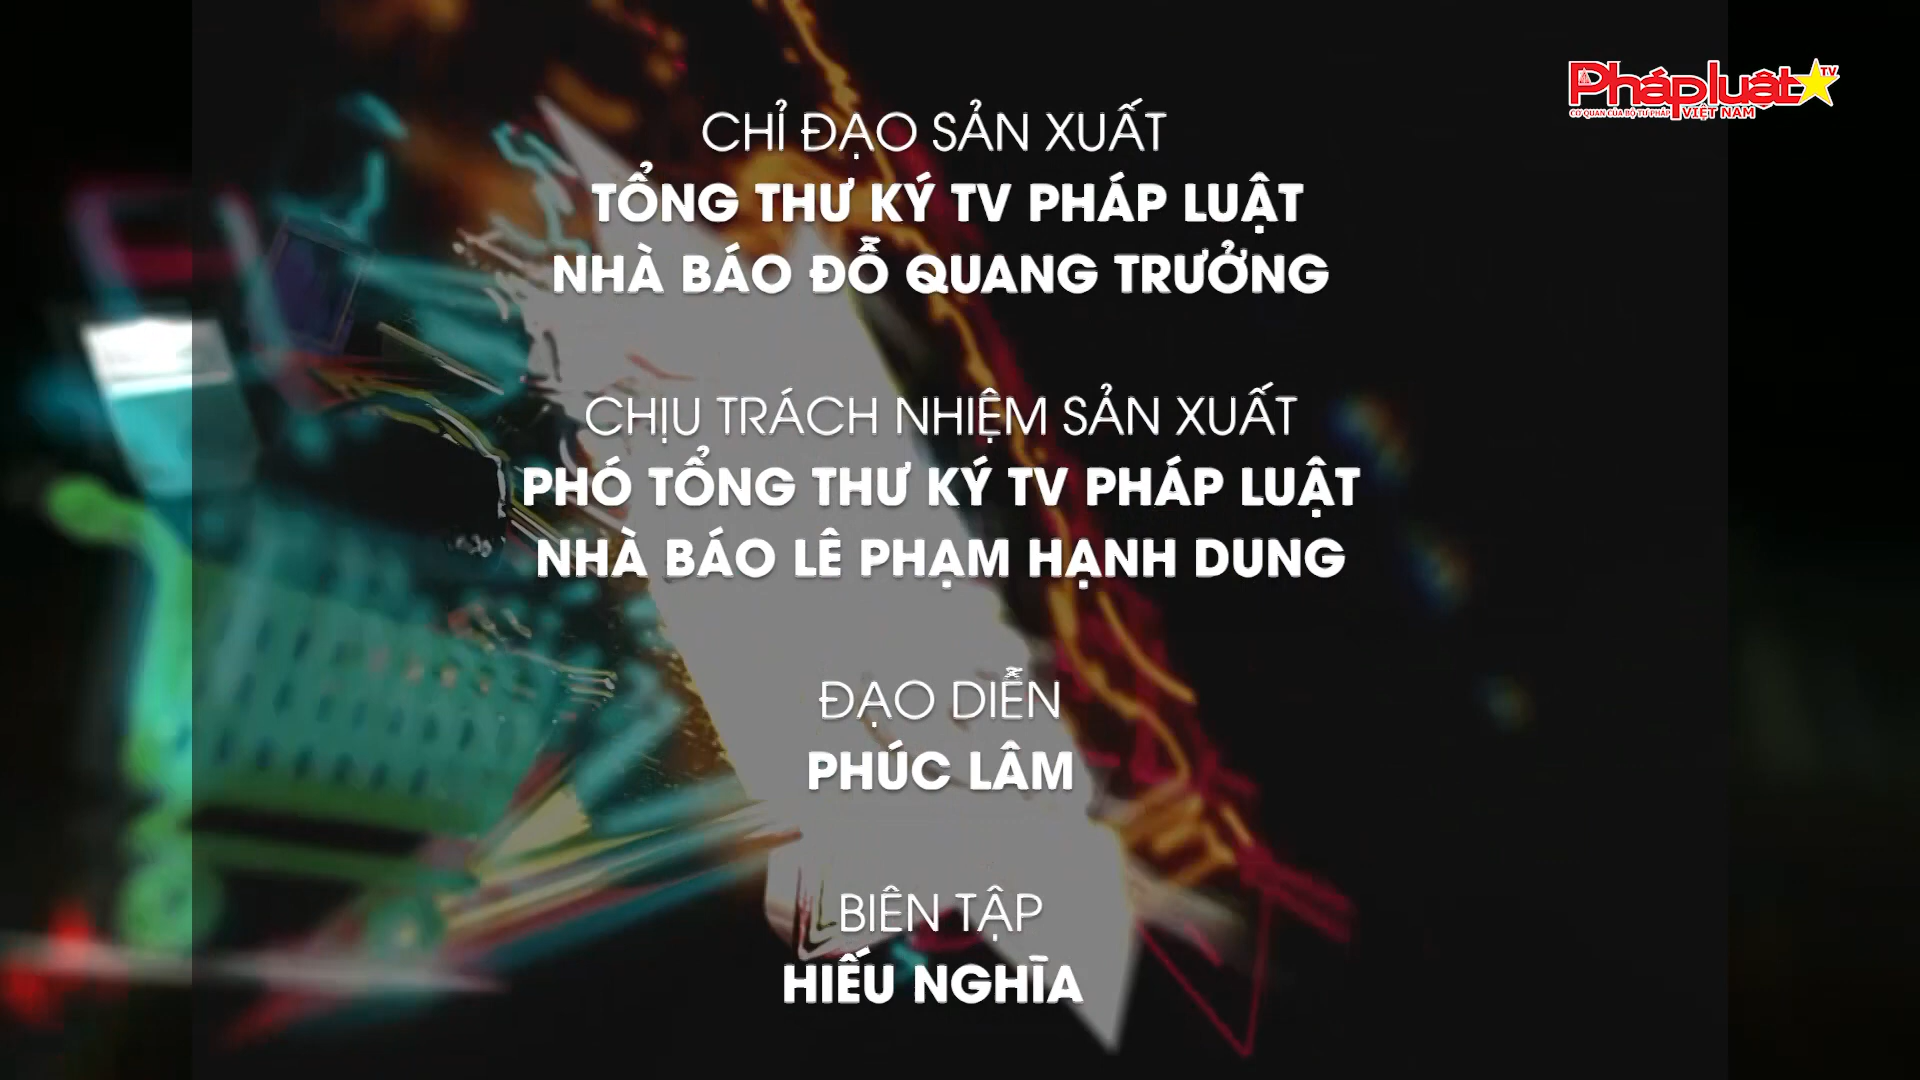 Phápluật TV
CƠ QUAN CỦA BỘ TƯ PHÁP VIỆT NAM
CHỈ ĐẠO SẢN XUẤT
TỔNG THƯ KÝ TV PHÁP LUẬT
NHÀ BÁO ĐỖ QUANG TRƯỞNG
CHỊU TRÁCH NHIỆM SẢN XUẤT
PHÓ TỔNG THƯ KÝ TV PHÁP LUẬT
NHÀ BÁO LÊ PHẠM HẠNH DUNG
ĐẠO DIỄN
PHÚC LÂM
BIÊN TẬP
HIẾU NGHĨA